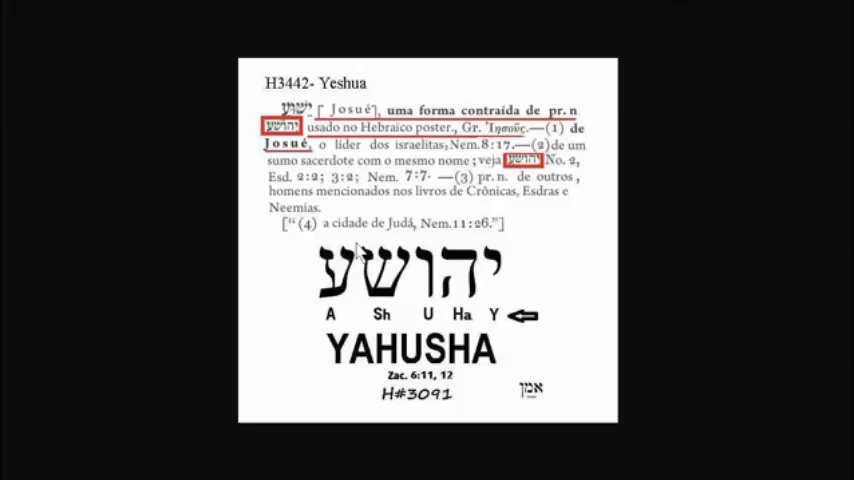 H3442- Yeshua
יֵשׁוּעַ [Josué], uma forma contraída de pr. n
יהושע usado no Hebraico poster., Gr. Ἰησοῦς.—(1) de
Josué, o líder dos israelitas, Nem. 8:17.—(2) de um
sumo sacerdote com o mesmo nome; veja יהושע No. 2,
Esd. 2:2; 3:2; Nem. 7:7. —(3) pr. n. de outros,
homens mencionados nos livros de Crônicas, Esdras e
Neemias.
[“(4) a cidade de Judá, Nem. 11:26.”]
יהושע
A Sh U Ha Y
YAHUSHA
Zac. 6:11, 12
H#3091
אמן